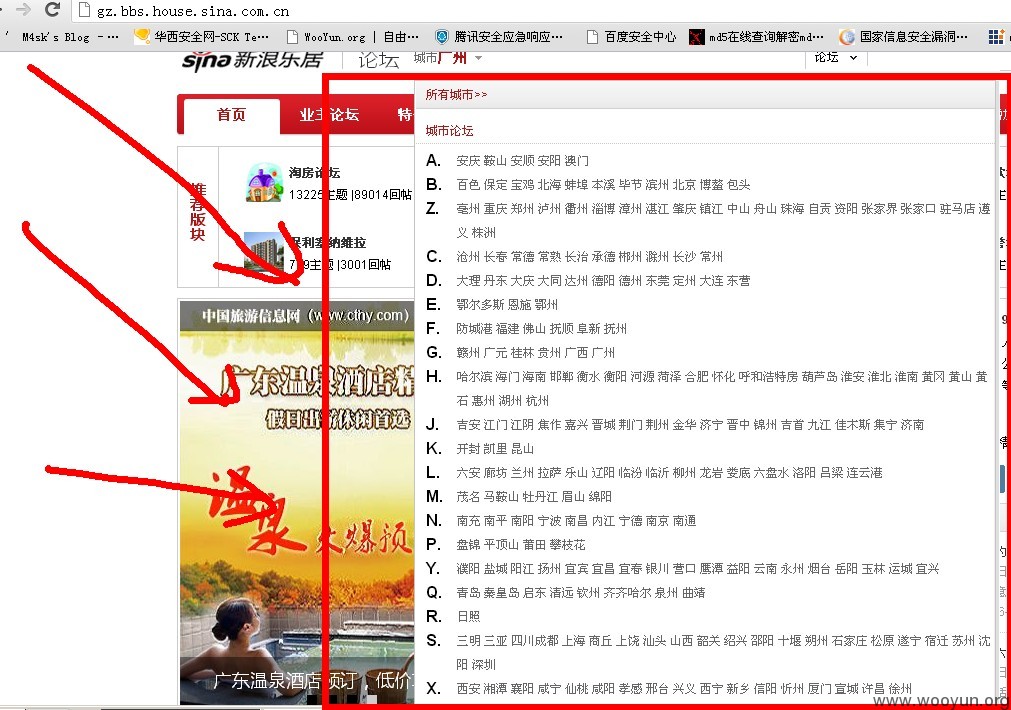 gz.bbs.house.sina.com.cn
M4sk's Blog - ··· 华西安全网-SCK Te··· WooYun.org | 自由··· 腾讯安全应急响应··· 百度安全中心 md5在线查询解密md··· 国家信息安全漏洞···
sina新浪乐居 论坛 城市广州 论坛
所有城市>>
首页 业主论坛 特
城市论坛
推荐版块
淘房论坛
13225主题 |89014回帖
保利塞纳维拉
主题 |3001回帖
A. 安庆 鞍山 安顺 安阳 澳门
B. 百色 保定 宝鸡 北海 蚌埠 本溪 毕节 滨州 北京 博鳌 包头
Z. 亳州 重庆 郑州 泸州 衢州 淄博 漳州 湛江 肇庆 镇江 中山 舟山 珠海 自贡 资阳 张家界 张家口 驻马店 遵
义 株洲
C. 沧州 长春 常德 常熟 长治 承德 郴州 滁州 长沙 常州
D. 大理 丹东 大庆 大同 达州 德阳 德州 东莞 定州 大连 东营
E. 鄂尔多斯 恩施 鄂州
F. 防城港 福建 佛山 抚顺 阜新 抚州
G. 赣州 广元 桂林 贵州 广西 广州
H. 哈尔滨 海门 海南 邯郸 衡水 衡阳 河源 菏泽 合肥 怀化 呼和浩特房 葫芦岛 淮安 淮北 淮南 黄冈 黄山 黄
石 惠州 湖州 杭州
J. 吉安 江门 江阴 焦作 嘉兴 晋城 荆门 荆州 金华 济宁 晋中 锦州 吉首 九江 佳木斯 集宁 济南
K. 开封 凯里 昆山
L. 六安 廊坊 兰州 拉萨 乐山 辽阳 临汾 临沂 柳州 龙岩 娄底 六盘水 洛阳 吕梁 连云港
M. 茂名 马鞍山 牡丹江 眉山 绵阳
N. 南充 南平 南阳 宁波 南昌 内江 宁德 南京 南通
P. 盘锦 平顶山 莆田 攀枝花
Y. 濮阳 盐城 阳江 扬州 宜宾 宜昌 宜春 银川 营口 鹰潭 益阳 云南 永州 烟台 岳阳 玉林 运城 宜兴
Q. 青岛 秦皇岛 启东 清远 钦州 齐齐哈尔 泉州 曲靖
R. 日照
S. 三明 三亚 四川成都 上海 商丘 上饶 汕头 山西 韶关 绍兴 邵阳 十堰 朔州 石家庄 松原 遂宁 宿迁 苏州 沈
阳 深圳
X. 西安 湘潭 襄阳 咸宁 仙桃 咸阳 孝感 邢台 兴义 西宁 新乡 信阳 忻州 厦门 宣城 许昌 徐州
中国旅游信息网 (www.cthy.com)
广东温泉酒店精
假日出游休闲首选
温泉火爆预
广东温泉酒店预订，低价
www.wooyun.org